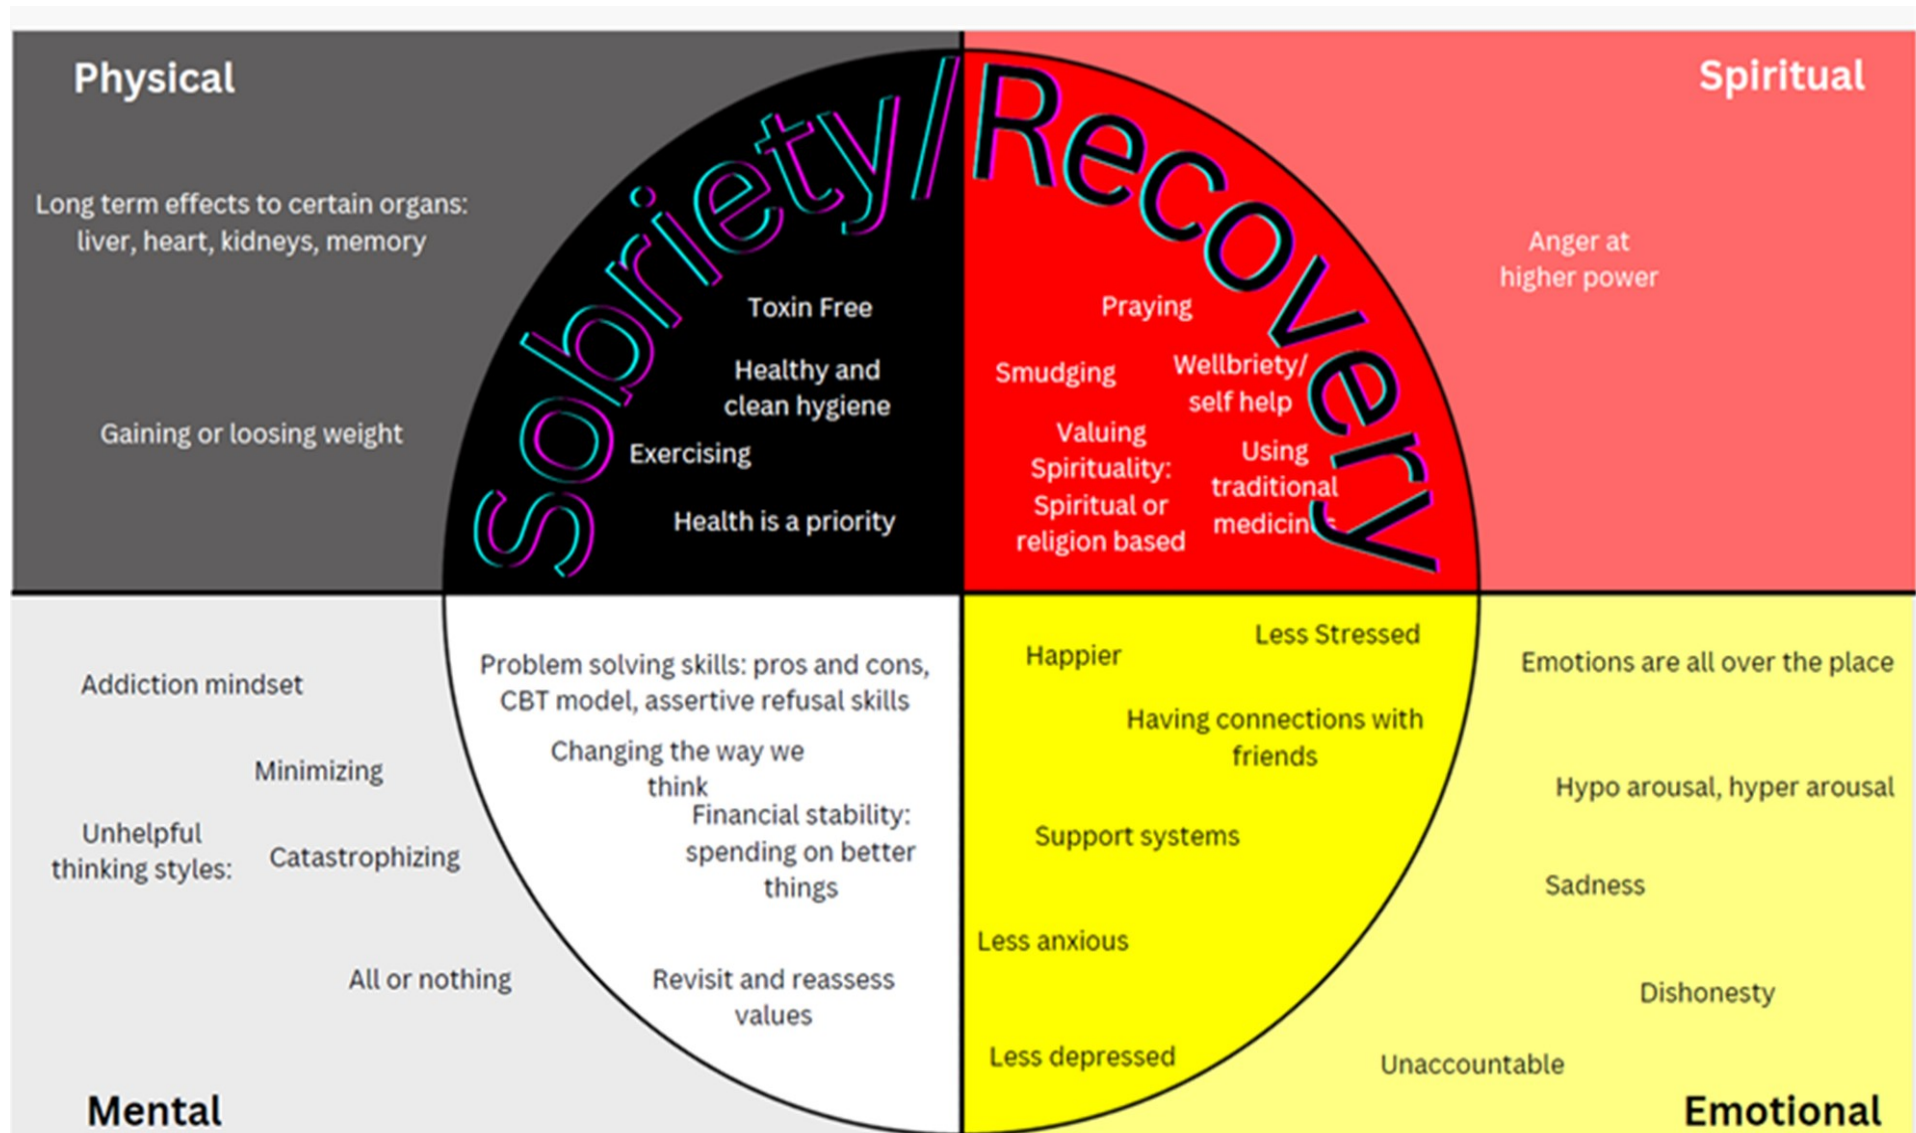 Physical
Spiritual
Sobriety/Recovery
Long term effects to certain organs:
liver, heart, kidneys, memory
Gaining or loosing weight
Toxin Free
Healthy and
clean hygiene
Exercising
Health is a priority
Praying
Smudging
Wellbriety/
self help
Valuing
Spirituality:
Spiritual or
religion based
Using
traditional
medicines
Anger at
higher power
Addiction mindset
Minimizing
Unhelpful
thinking styles:
Catastrophizing
All or nothing
Mental
Problem solving skills: pros and cons,
CBT model, assertive refusal skills
Changing the way we
think
Financial stability:
spending on better
things
Revisit and reassess
values
Happier
Less Stressed
Having connections with
friends
Support systems
Less anxious
Less depressed
Emotions are all over the place
Hypo arousal, hyper arousal
Sadness
Dishonesty
Unaccountable
Emotional